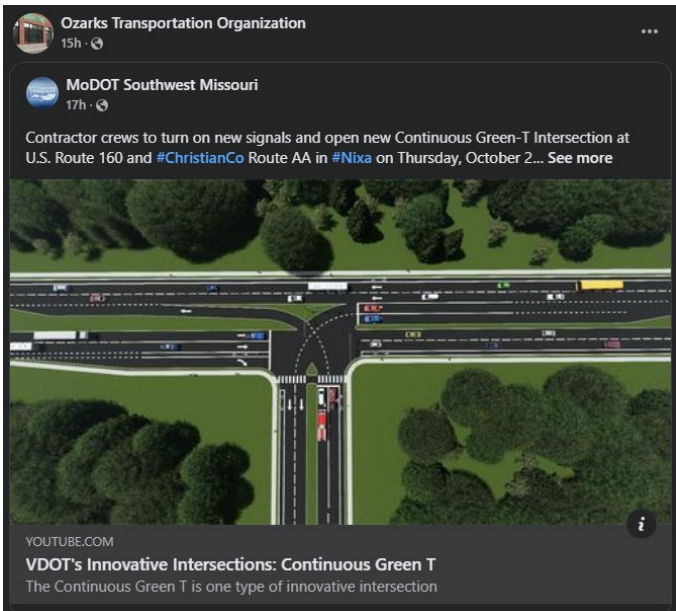 Ozarks Transportation Organization
15h ·
MoDOT Southwest Missouri
17h ·
Contractor crews to turn on new signals and open new Continuous Green-T Intersection at
U.S. Route 160 and #ChristianCo Route AA in #Nixa on Thursday, October 2... See more
YOUTUBE.COM
VDOT's Innovative Intersections: Continuous Green T
The Continuous Green T is one type of innovative intersection